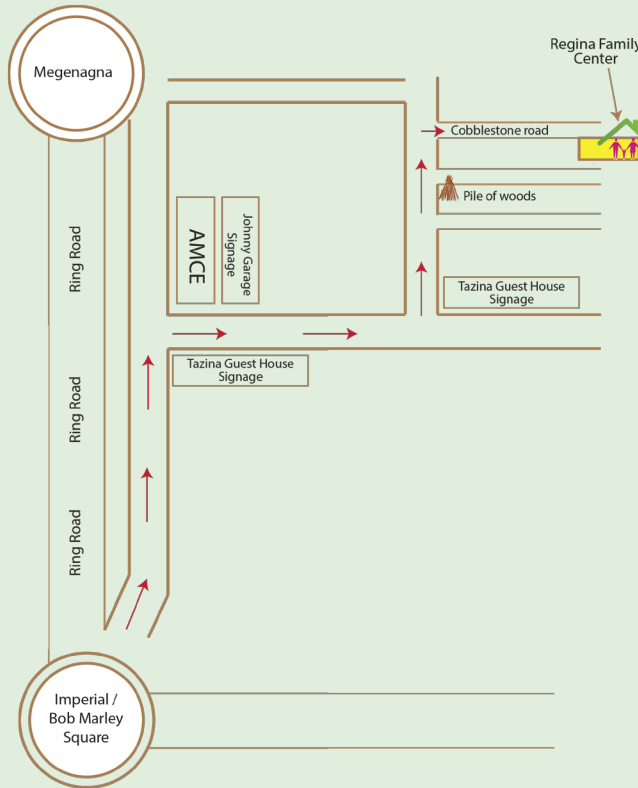 Megenagna
Regina Family
Center
Cobblestone road
Pile of woods
Ring Road
AMCE
Johnny Garage
Signage
Tazina Guest House
Signage
Tazina Guest House
Signage
Ring Road
Ring Road
Imperial /
Bob Marley
Square